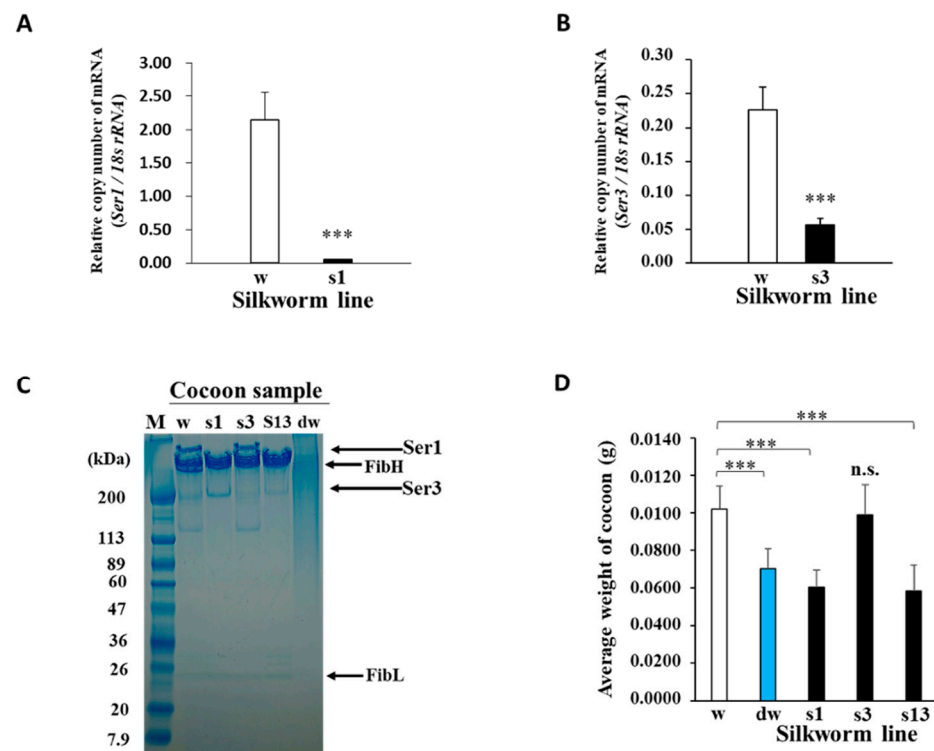 A
Relative copy number of mRNA
(Ser1 / 18s rRNA)
3.00
2.50
2.00
1.50
1.00
0.50
0.00
***
w s1
Silkworm line
B
Relative copy number of mRNA
(Ser3 / 18s rRNA)
0.30
0.25
0.20
0.15
0.10
0.05
0.00
***
w s3
Silkworm line
C
Cocoon sample
M w s1 s3 S13 dw
(kDa)
200
113
89
60
47
36
26
20
7.9
Ser1
FibH
Ser3
FibL
D
Average weight of cocoon (g)
0.0140
0.0120
0.0100
0.0800
0.0600
0.0400
0.0200
0.0000
***
***
***
n.s.
w dw s1 s3 s13
Silkworm line